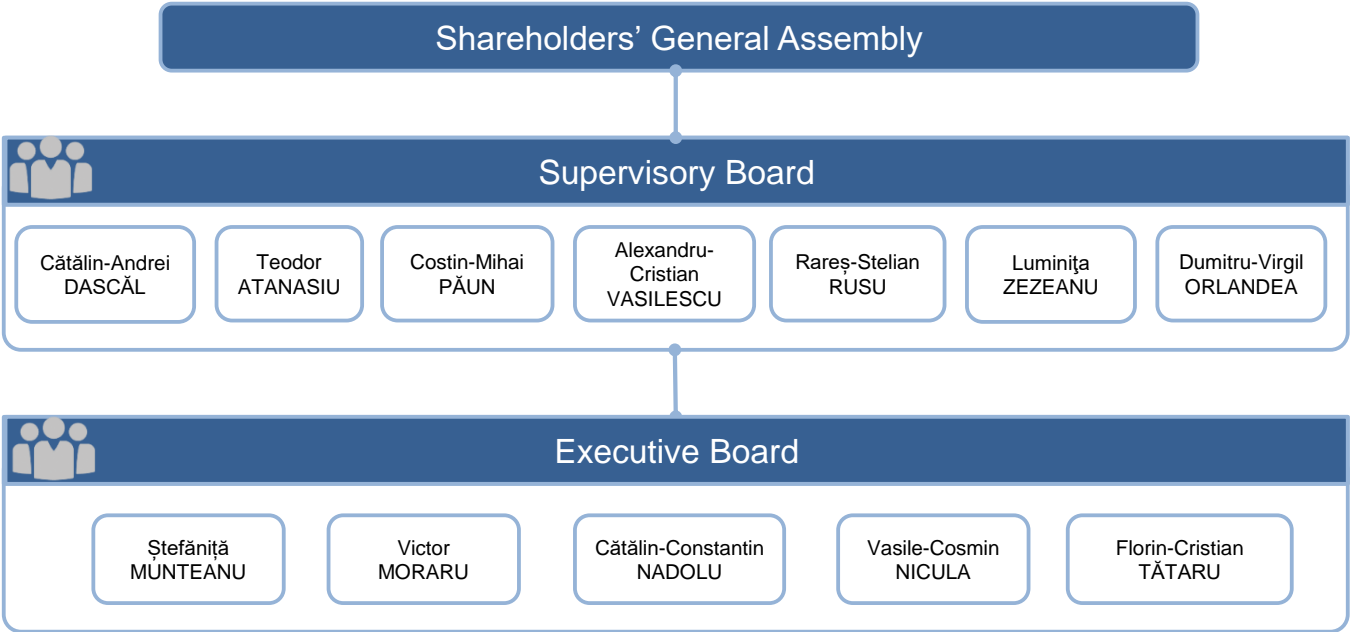 Shareholders’ General Assembly
Supervisory Board
Cătălin-Andrei
DASCĂL
Teodor
ATANASIU
Costin-Mihai
PĂUN
Alexandru-
Cristian
VASILESCU
Rareș-Stelian
RUSU
Luminiţa
ZEZEANU
Dumitru-Virgil
ORLANDEA
Executive Board
Ștefăniță
MUNTEANU
Victor
MORARU
Cătălin-Constantin
NADOLU
Vasile-Cosmin
NICULA
Florin-Cristian
TĂTARU